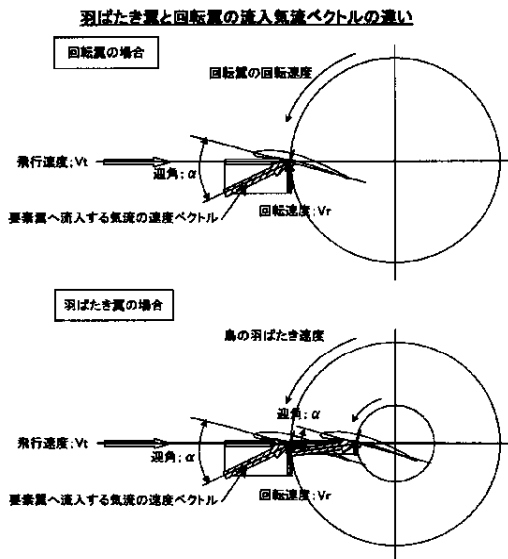 羽ばたき翼と回転翼の流入気流ベクトルの違い
回転翼の場合
回転翼の回転速度
飛行速度; Vt
迎角; α
要素翼へ流入する気流の速度ベクトル
回転速度; Vr
羽ばたき翼の場合
鳥の羽ばたき速度
迎角; α
飛行速度; Vt
迎角; α
要素翼へ流入する気流の速度ベクトル
回転速度; Vr